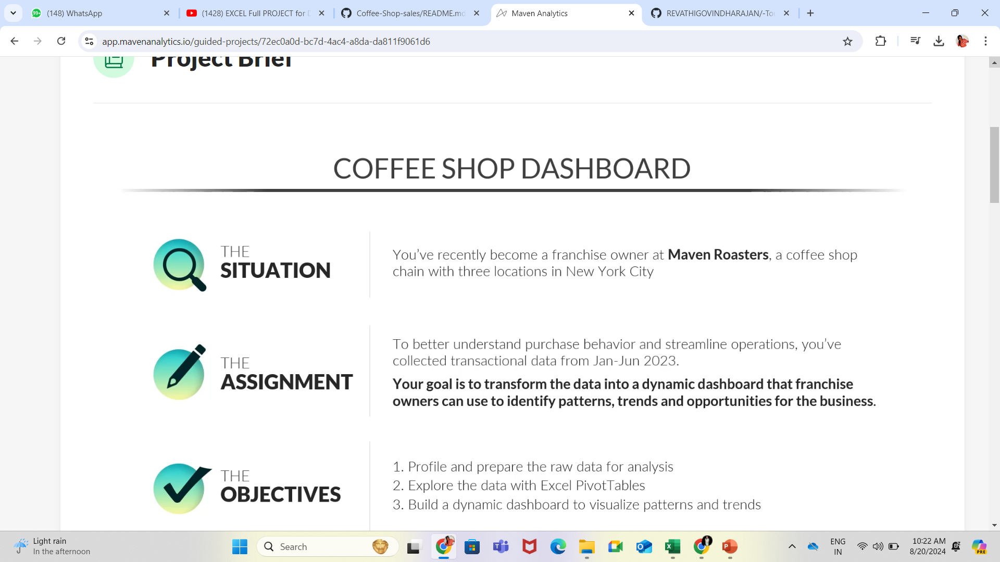 (148) WhatsApp
(1428) EXCEL Full PROJECT for D
Coffee-Shop-sales/README.md
Maven Analytics
REVATHIGOVINDHARAJAN/-Tou
app.mavenanalytics.io/guided-projects/72ec0a0d-bc7d-4ac4-a8da-da811f9061d6
Project Brief
COFFEE SHOP DASHBOARD
THE
SITUATION
You’ve recently become a franchise owner at Maven Roasters, a coffee shop
chain with three locations in New York City
THE
ASSIGNMENT
To better understand purchase behavior and streamline operations, you’ve
collected transactional data from Jan-Jun 2023.
Your goal is to transform the data into a dynamic dashboard that franchise
owners can use to identify patterns, trends and opportunities for the business.
THE
OBJECTIVES
1. Profile and prepare the raw data for analysis
2. Explore the data with Excel PivotTables
3. Build a dynamic dashboard to visualize patterns and trends
Light rain
In the afternoon
Search
ENG
IN
10:22 AM
8/20/2024
PRE